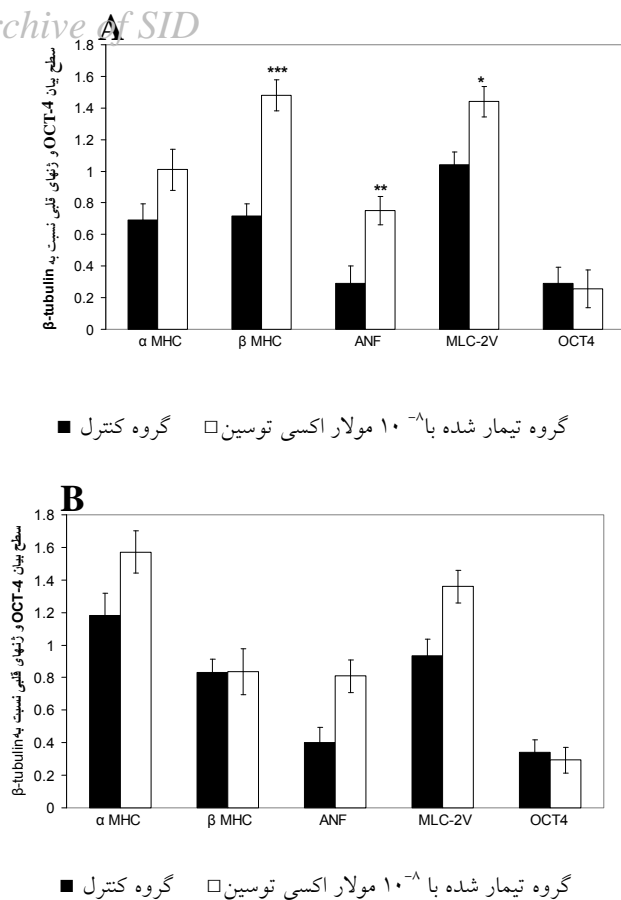 rchive of SID
A
سطح بیان OCT-4 و ژنهای قلبی نسبت به β-tubulin
1.8
1.6
1.4
1.2
1
0.8
0.6
0.4
0.2
0
***
**
*
α MHC β MHC ANF MLC-2V OCT4
گروه تیمار شده با ۱۰⁻⁸ مولار اکسی توسین □ گروه کنترل ■
B
سطح بیان OCT-4 و ژنهای قلبی نسبت به β-tubulin
1.8
1.6
1.4
1.2
1
0.8
0.6
0.4
0.2
0
α MHC β MHC ANF MLC-2V OCT4
گروه تیمار شده با ۱۰⁻⁸ مولار اکسی توسین □ گروه کنترل ■